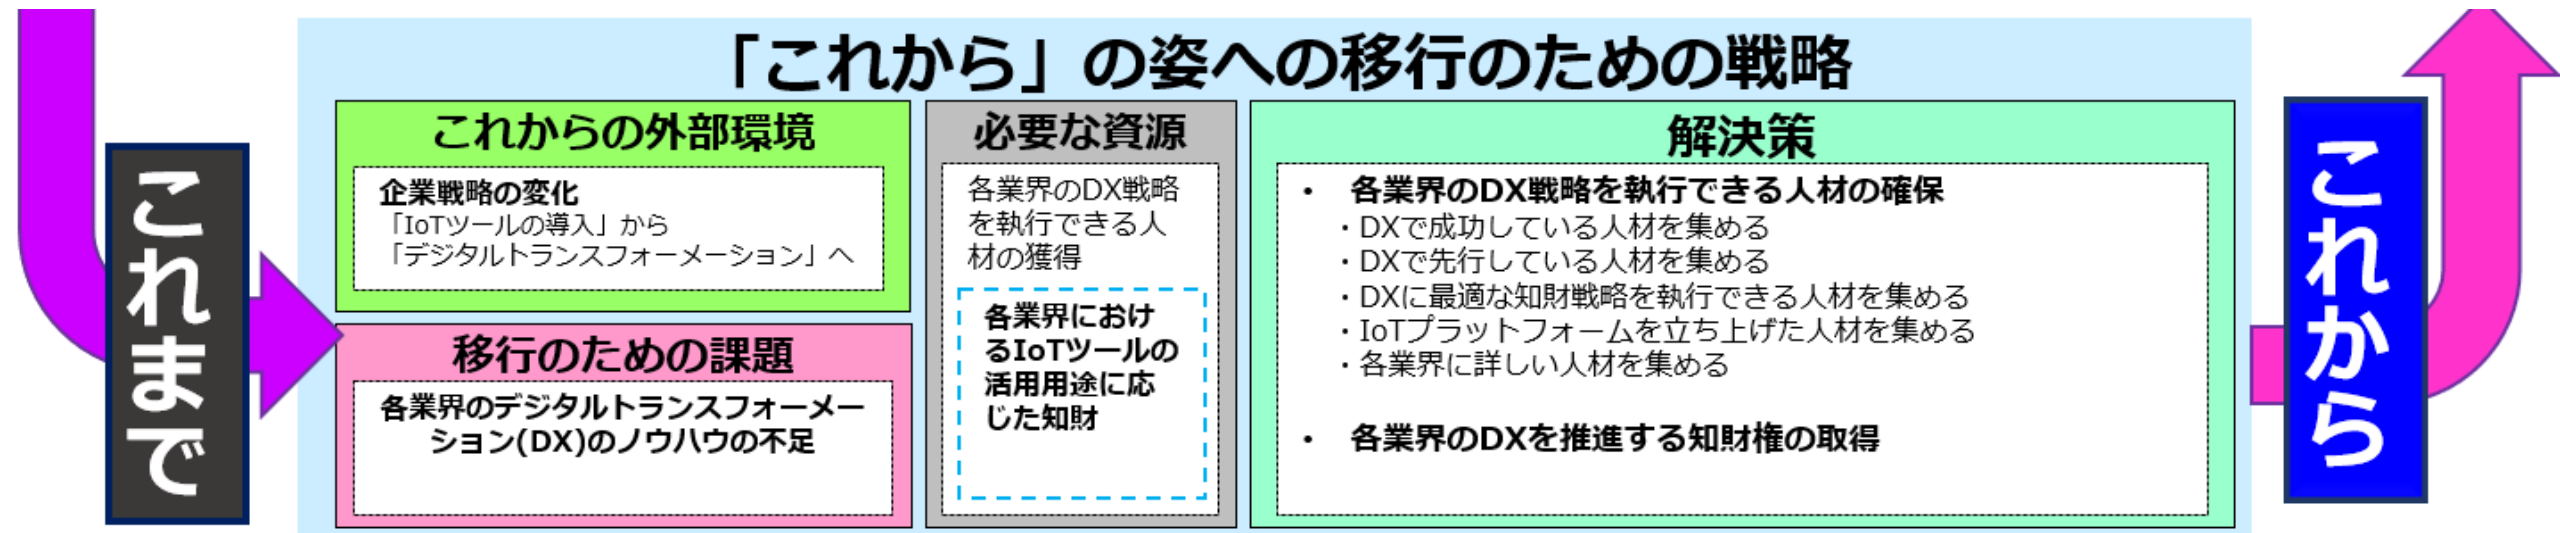 「これから」の姿への移行のための戦略
これまで
これからの外部環境
企業戦略の変化
「IoTツールの導入」から
「デジタルトランスフォーメーション」へ
移行のための課題
各業界のデジタルトランスフォーメー
ション(DX)のノウハウの不足
必要な資源
各業界のDX戦略
を執行できる人
材の獲得
各業界におけ
るIoTツールの
活用用途に応
じた知財
解決策
• 各業界のDX戦略を執行できる人材の確保
・DXで成功している人材を集める
・DXで先行している人材を集める
・DXに最適な知財戦略を執行できる人材を集める
・IoTプラットフォームを立ち上げた人材を集める
・各業界に詳しい人材を集める
• 各業界のDXを推進する知財権の取得
これから